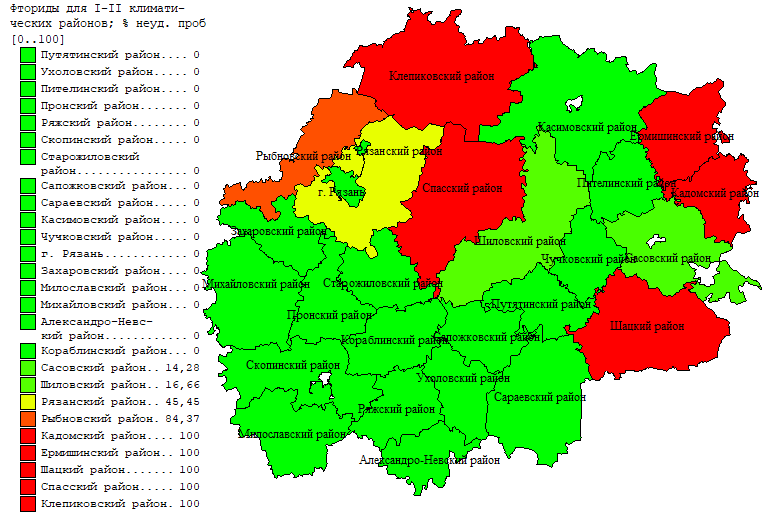 Фториды для I-II климати-
ческих районов; % неуд. проб
[0..100]
Путятинский район.... 0
Ухоловский район..... 0
Пителинский район.... 0
Пронский район....... 0
Ряжский район........ 0
Скопинский район..... 0
Старожиловский
район................ 0
Сапожковский район... 0
Сараевский район..... 0
Касимовский район.... 0
Чучковский район..... 0
г. Рязань............ 0
Захаровский район.... 0
Милославский район... 0
Михайловский район... 0
Александро-Невс-
кий район............ 0
Кораблинский район... 0
Сасовский район.. 14,28
Шиловский район.. 16,66
Рязанский район.. 45,45
Рыбновский район. 84,37
Кадомский район.... 100
Ермишинский район.. 100
Шацкий район....... 100
Спасский район..... 100
Клепиковский район. 100
Клепиковский район
Касимовский район
Ермишинский район
Рязанский район
Рыбновский район
Пителинский район
Спасский район
г. Рязань
Кадомский район
Захаровский район
Шиловский район
Чучковский район
Сасовский район
Михайловский район
Старожиловский район
Путятинский район
Пронский район
Шацкий район
Кораблинский район
Сапожковский район
Скопинский район
Ухоловский район
Сараевский район
Ряжский район
Милославский район
Александро-Невский район